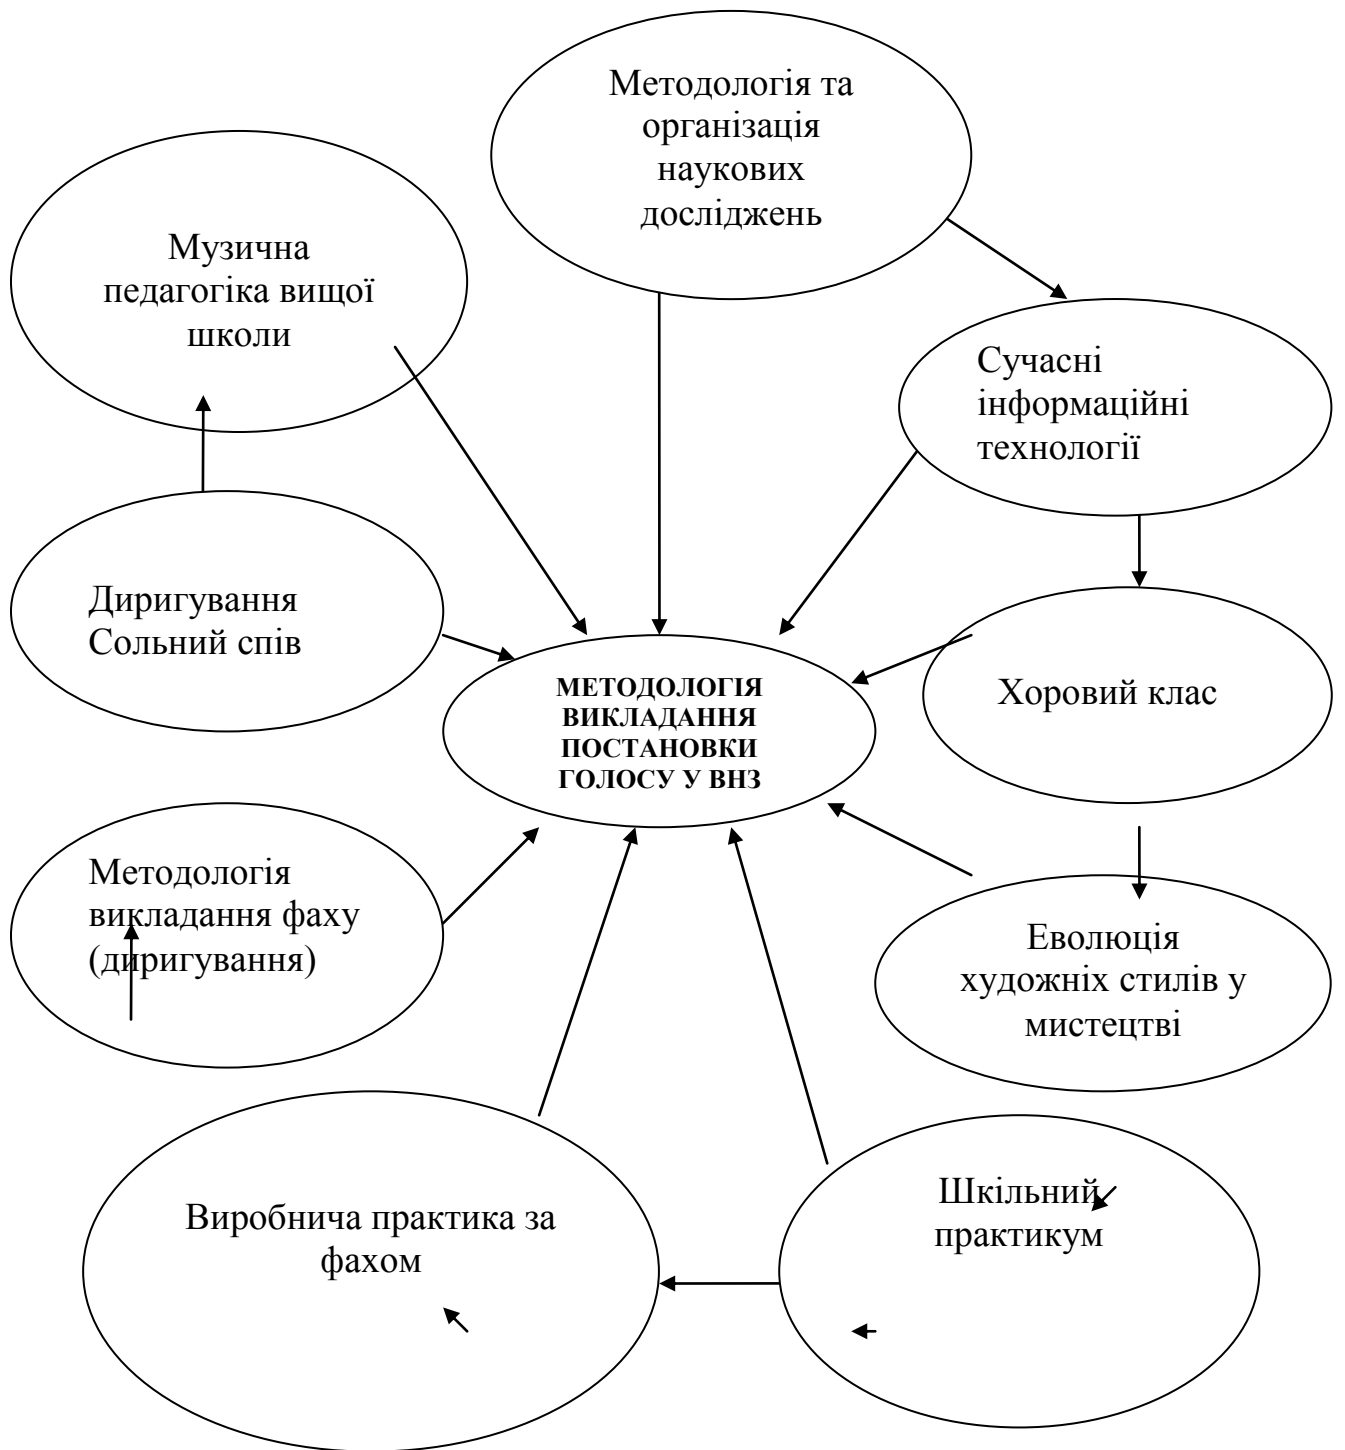 Методологія та
організація
наукових
досліджень
Музична
педагогіка вищої
школи
Сучасні
інформаційні
технології
Диригування
Сольний спів
МЕТОДОЛОГІЯ
ВИКЛАДАННЯ
ПОСТАНОВКИ
ГОЛОСУ У ВНЗ
Хоровий клас
Методологія
викладання фаху
(диригування)
Еволюція
художніх стилів у
мистецтві
Виробнича практика за
фахом
Шкільний
практикум